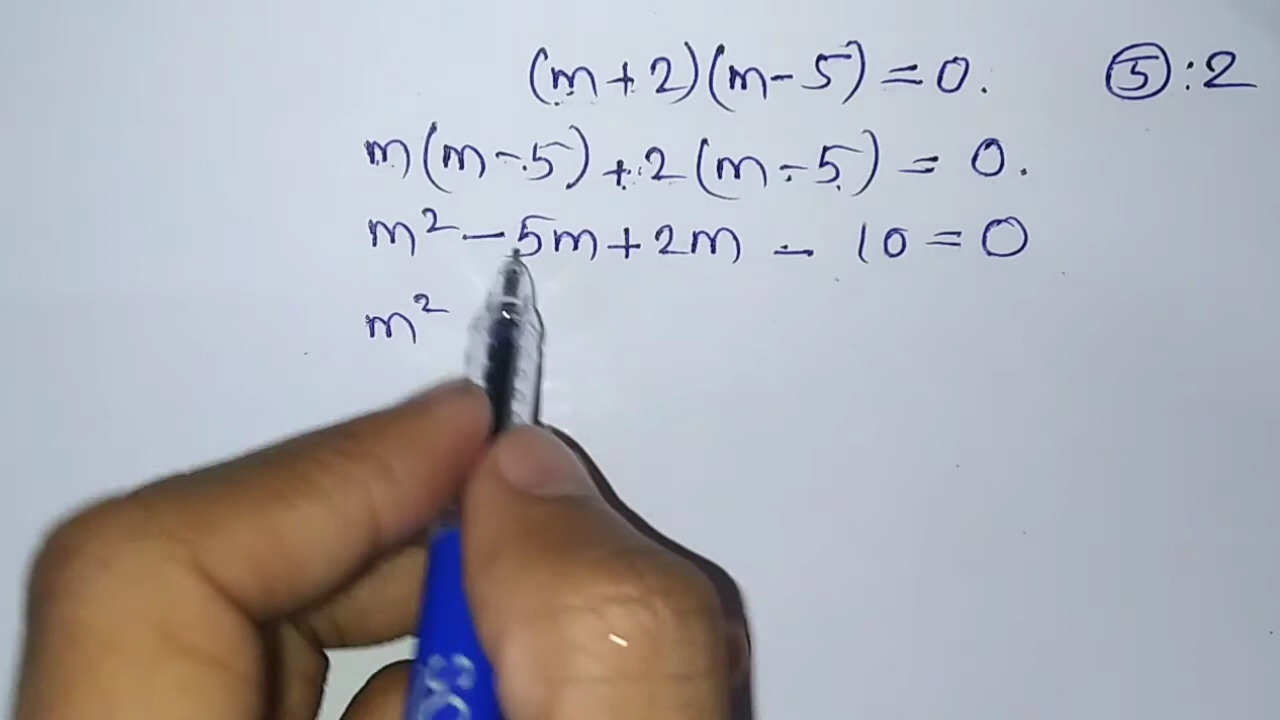 (m+2)(m-5)=0. ⑤:2
m(m-5)+2(m-5)=0.
m²-5m+2m-10=0
m²